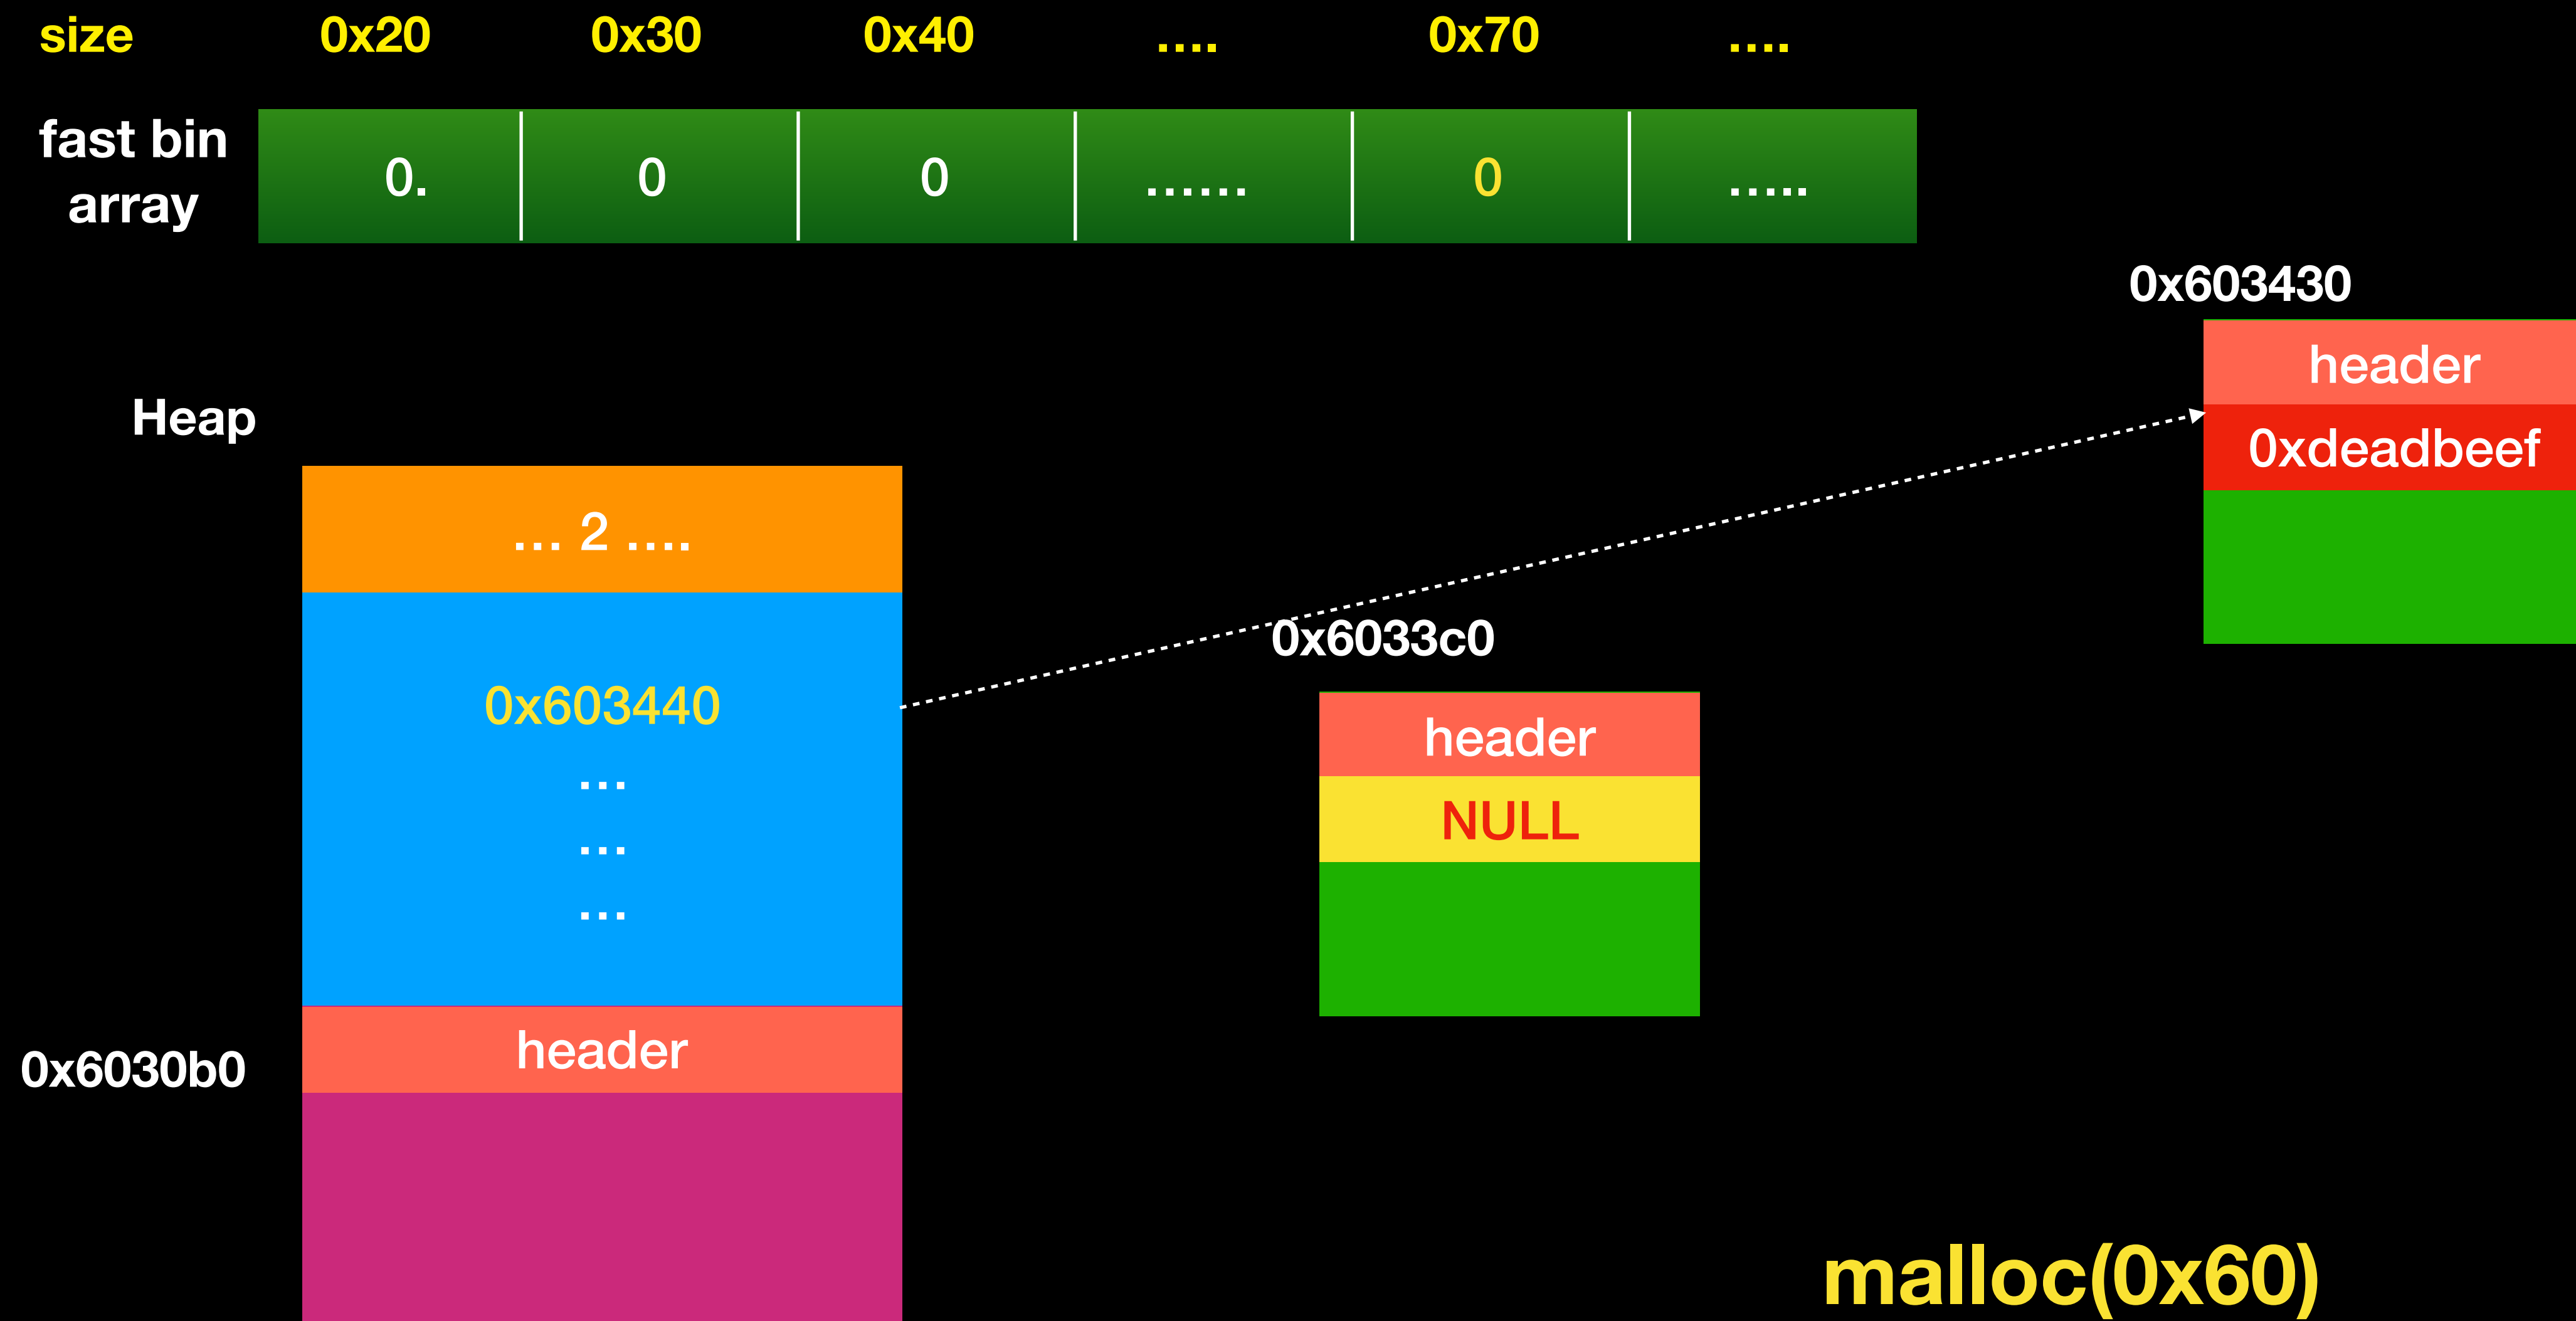 size 0x20 0x30 0x40 .... 0x70 ....
fast bin
array
0. 0 0 ...... 0 .....
0x603430
header
0xdeadbeef
Heap
... 2 ....
0x603440
...
...
...
header
0x6030b0
0x6033c0
header
NULL
malloc(0x60)